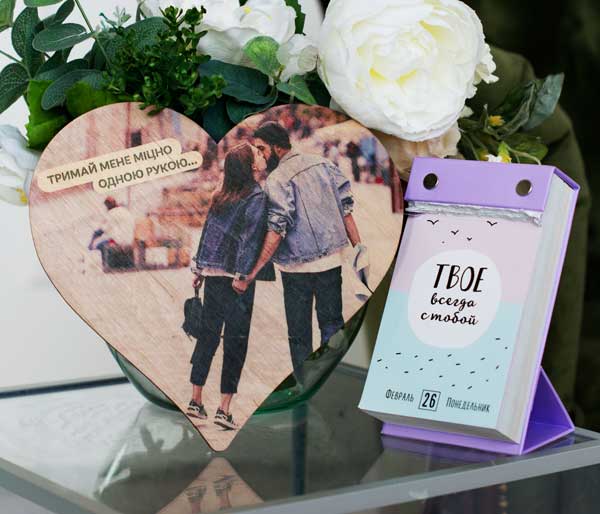 ТРИМАЙ МЕНЕ МІЦНО
ОДНОЮ РУКОЮ...
ТВОЕ
всегда
с тобой
Февраль 26 Понедельник